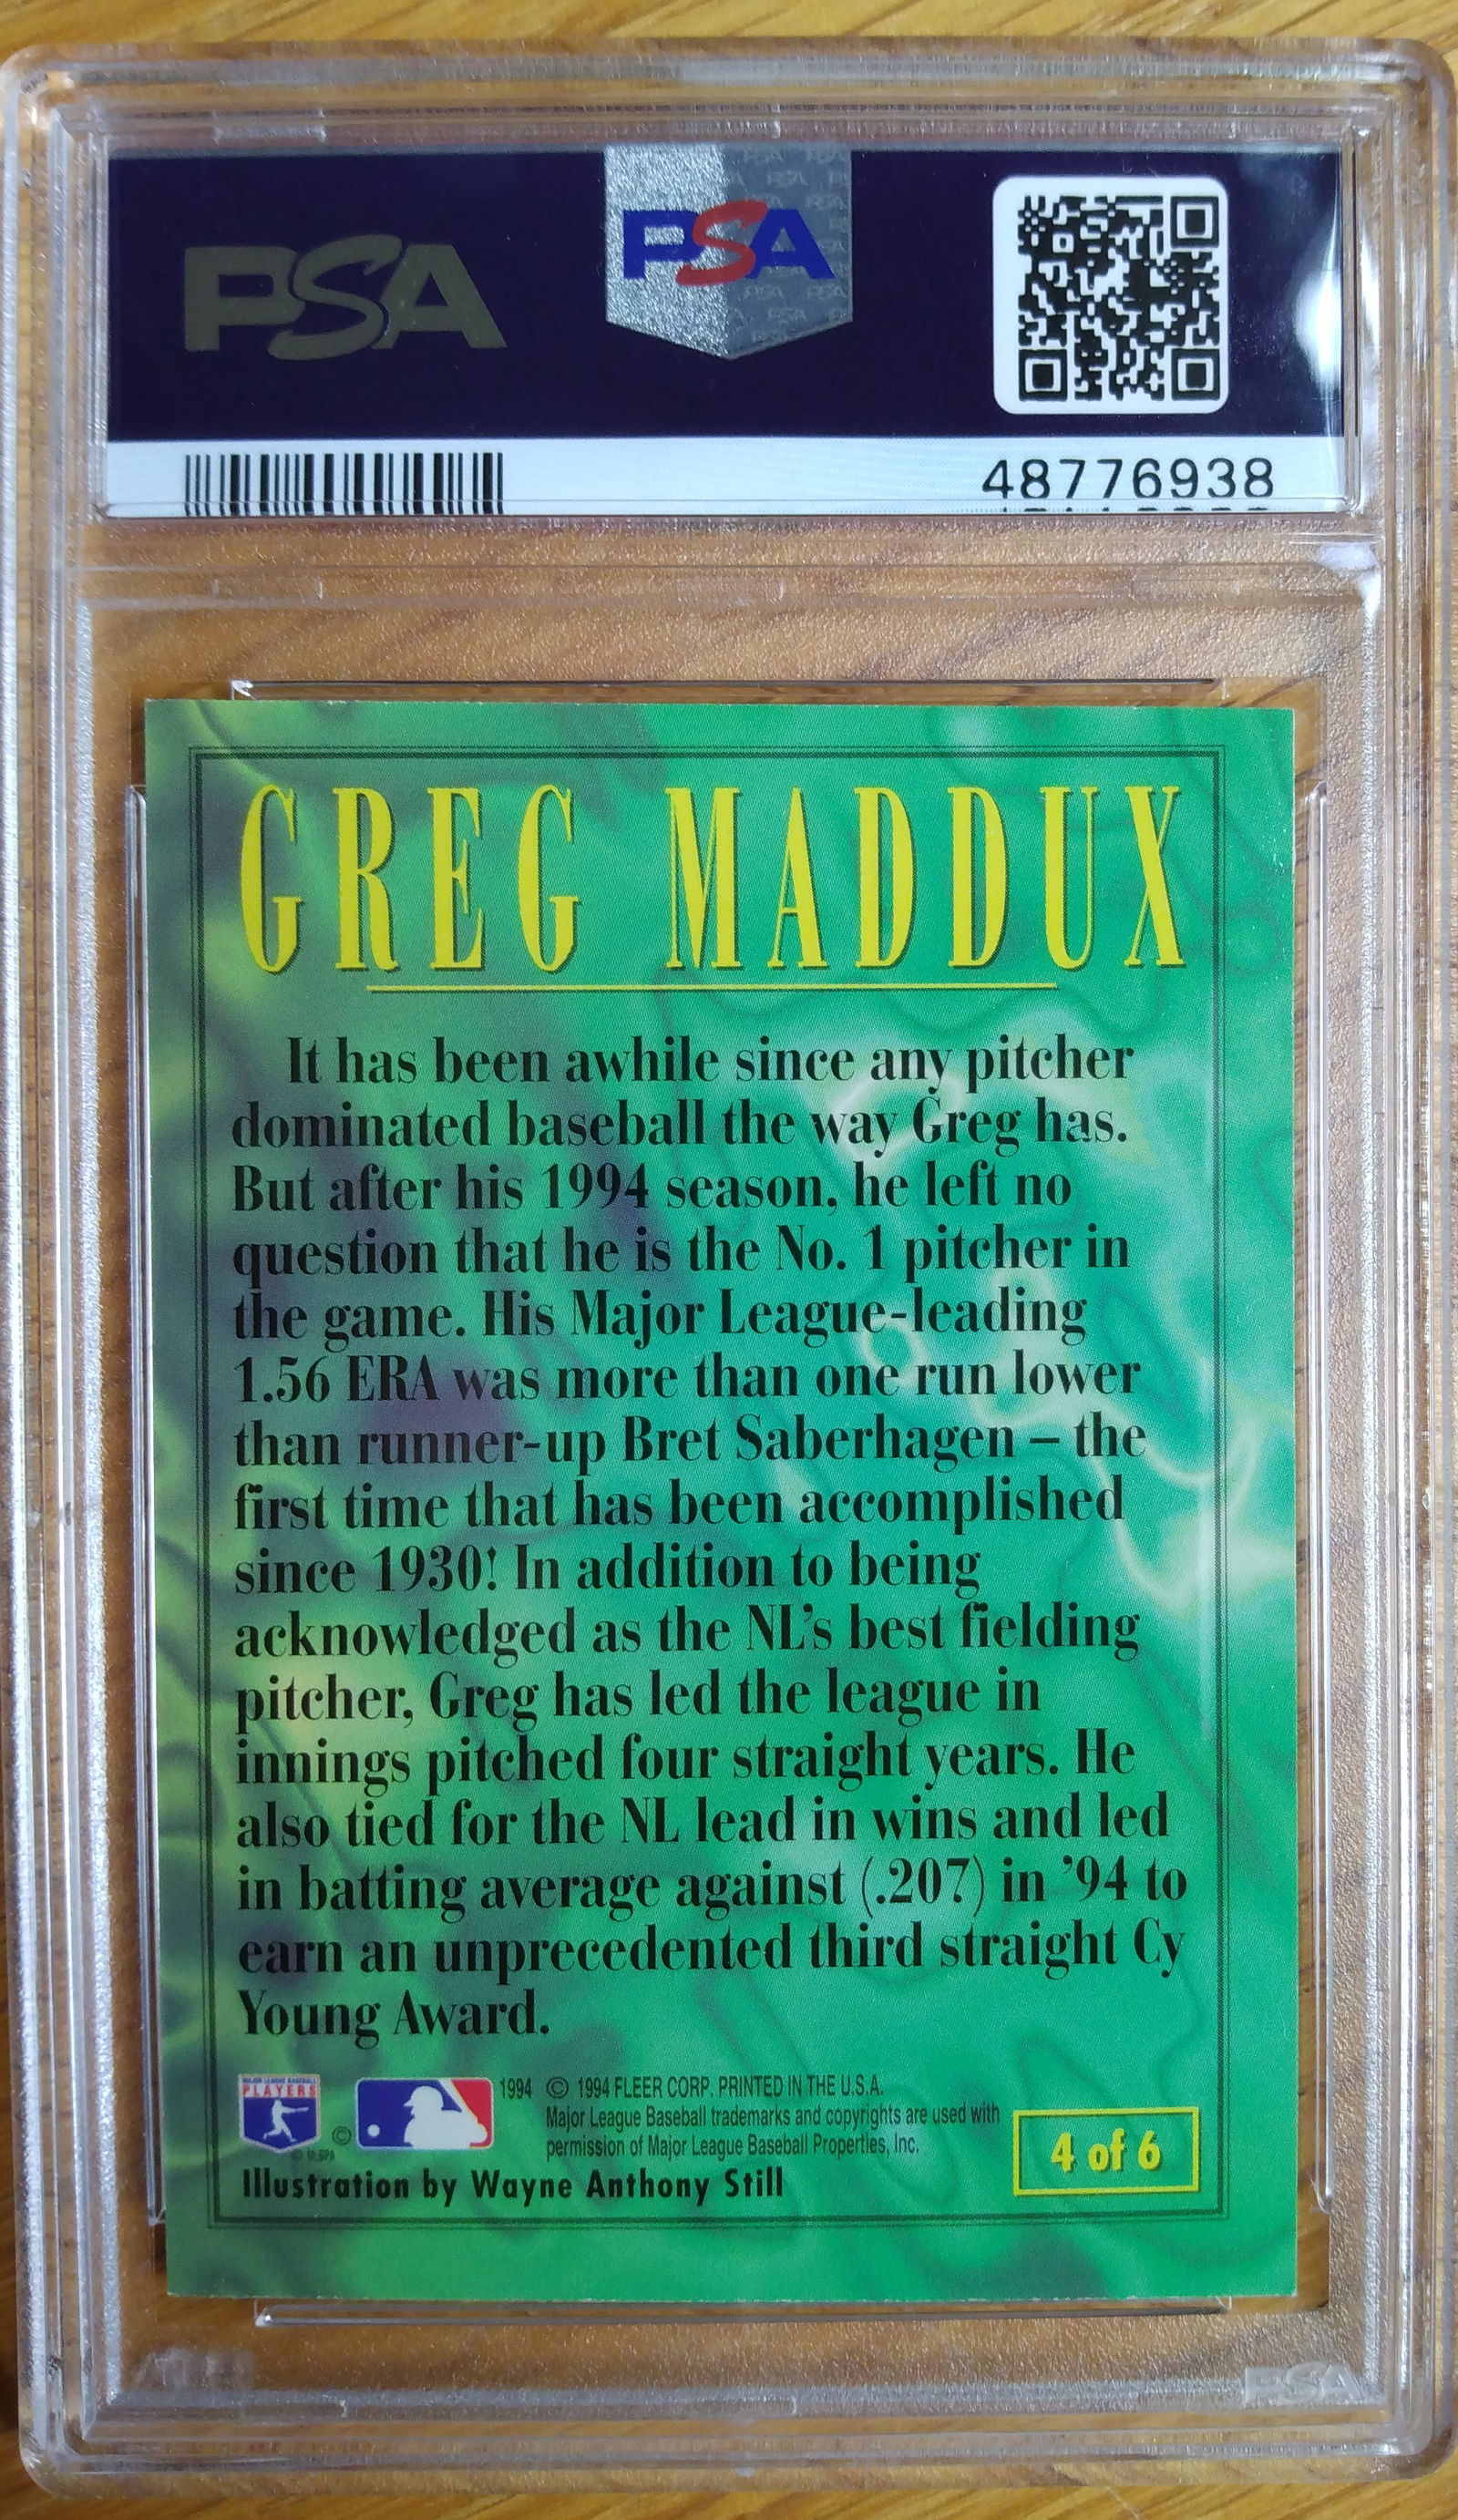 PSA
PSA
48776938
GREG MADDUX
It has been awhile since any pitcher
dominated baseball the way Greg has.
But after his 1994 season, he left no
question that he is the No. 1 pitcher in
the game. His Major League-leading
1.56 ERA was more than one run lower
than runner-up Bret Saberhagen – the
first time that has been accomplished
since 1930! In addition to being
acknowledged as the NL's best fielding
pitcher, Greg has led the league in
innings pitched four straight years. He
also tied for the NL lead in wins and led
in batting average against (.207) in '94 to
earn an unprecedented third straight Cy
Young Award.
MAJOR LEAGUE BASEBALL
PLAYERS
© MLBPA
©
1994 © 1994 FLEER CORP. PRINTED IN THE U.S.A.
Major League Baseball trademarks and copyrights are used with
permission of Major League Baseball Properties, Inc.
4 of 6
Illustration by Wayne Anthony Still
PSA